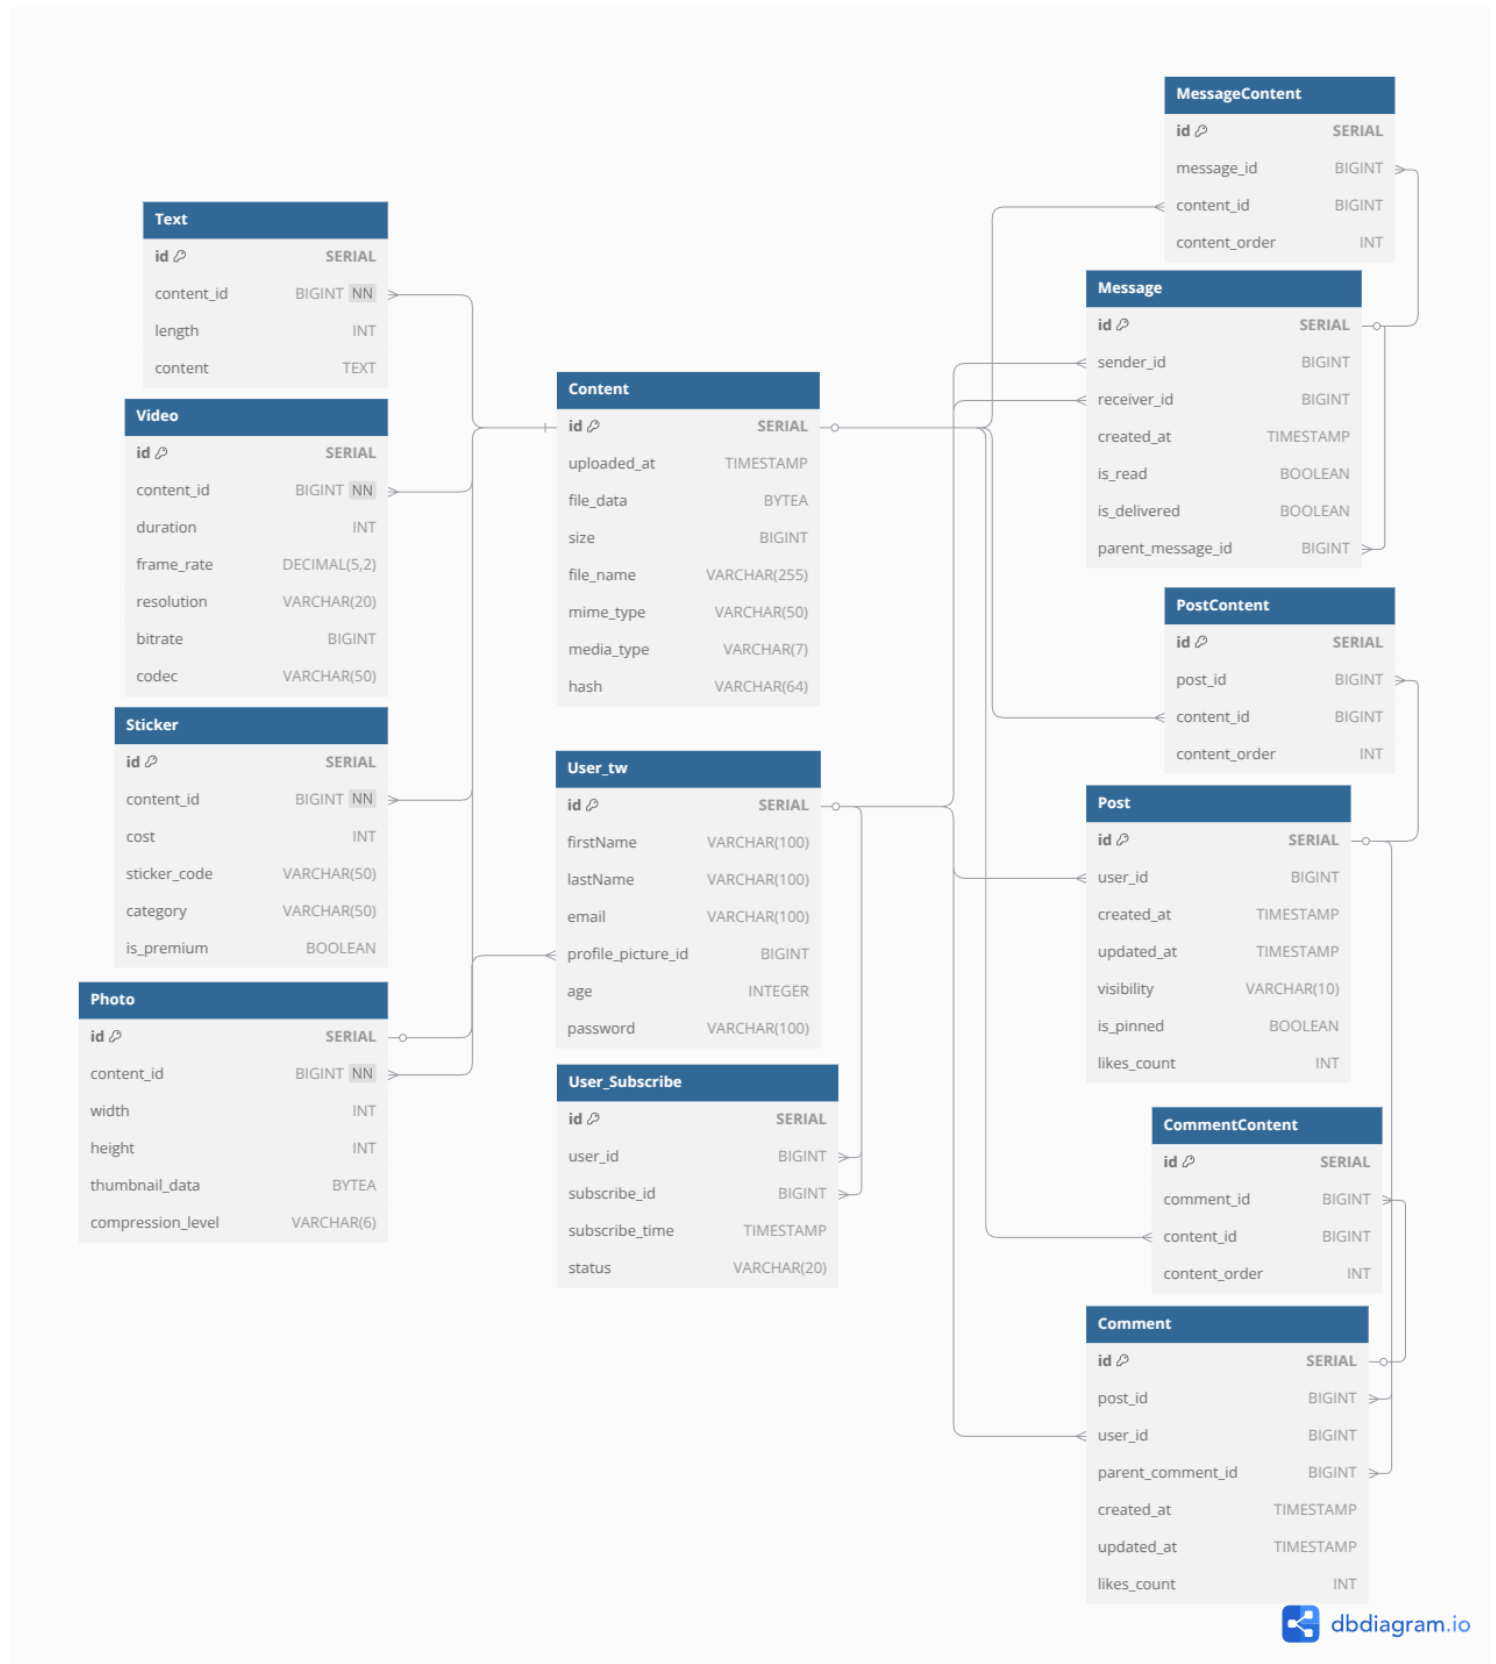 MessageContent
id SERIAL
message_id BIGINT
content_id BIGINT
content_order INT
Text
id SERIAL
content_id BIGINT NN
length INT
content TEXT
Message
id SERIAL
sender_id BIGINT
receiver_id BIGINT
created_at TIMESTAMP
is_read BOOLEAN
is_delivered BOOLEAN
parent_message_id BIGINT
Content
id SERIAL
uploaded_at TIMESTAMP
file_data BYTEA
size BIGINT
file_name VARCHAR(255)
mime_type VARCHAR(50)
media_type VARCHAR(7)
hash VARCHAR(64)
Video
id SERIAL
content_id BIGINT NN
duration INT
frame_rate DECIMAL(5,2)
resolution VARCHAR(20)
bitrate BIGINT
codec VARCHAR(50)
PostContent
id SERIAL
post_id BIGINT
content_id BIGINT
content_order INT
Sticker
id SERIAL
content_id BIGINT NN
cost INT
sticker_code VARCHAR(50)
category VARCHAR(50)
is_premium BOOLEAN
User_tw
id SERIAL
firstName VARCHAR(100)
lastName VARCHAR(100)
email VARCHAR(100)
profile_picture_id BIGINT
age INTEGER
password VARCHAR(100)
Post
id SERIAL
user_id BIGINT
created_at TIMESTAMP
updated_at TIMESTAMP
visibility VARCHAR(10)
is_pinned BOOLEAN
likes_count INT
Photo
id SERIAL
content_id BIGINT NN
width INT
height INT
thumbnail_data BYTEA
compression_level VARCHAR(6)
User_Subscribe
id SERIAL
user_id BIGINT
subscribe_id BIGINT
subscribe_time TIMESTAMP
status VARCHAR(20)
CommentContent
id SERIAL
comment_id BIGINT
content_id BIGINT
content_order INT
Comment
id SERIAL
post_id BIGINT
user_id BIGINT
parent_comment_id BIGINT
created_at TIMESTAMP
updated_at TIMESTAMP
likes_count INT
dbdiagram.io